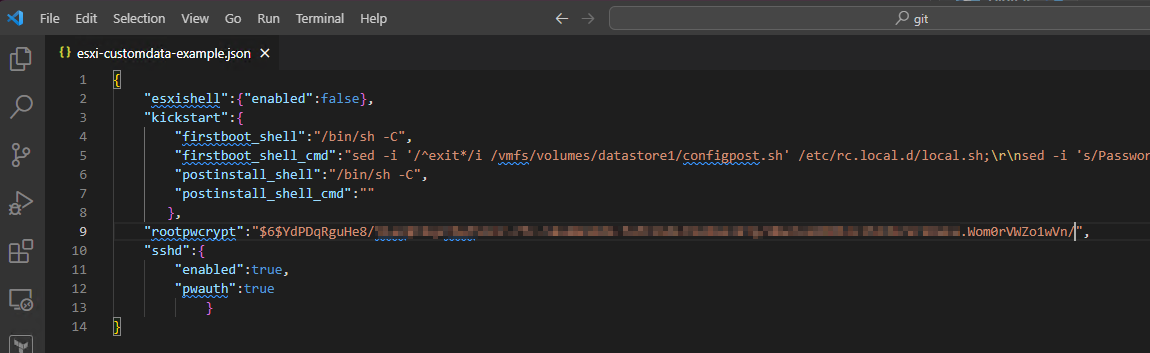 File Edit Selection View Go Run Terminal Help git
{} esxi-customdata-example.json
1 {
2 "esxishell":{"enabled":false},
3 "kickstart":{
4 "firstboot_shell":"/bin/sh -C",
5 "firstboot_shell_cmd":"sed -i '/^exit*/i /vmfs/volumes/datastore1/configpost.sh' /etc/rc.local.d/local.sh;\r\nsed -i 's/Passwor
6 "postinstall_shell":"/bin/sh -C",
7 "postinstall_shell_cmd":""
8 },
9 "rootpwcrypt":"$6$YdPDqRguHe8/ .Wom0rVWZo1wVn/",
10 "sshd":{
11 "enabled":true,
12 "pwauth":true
13 }
14 }